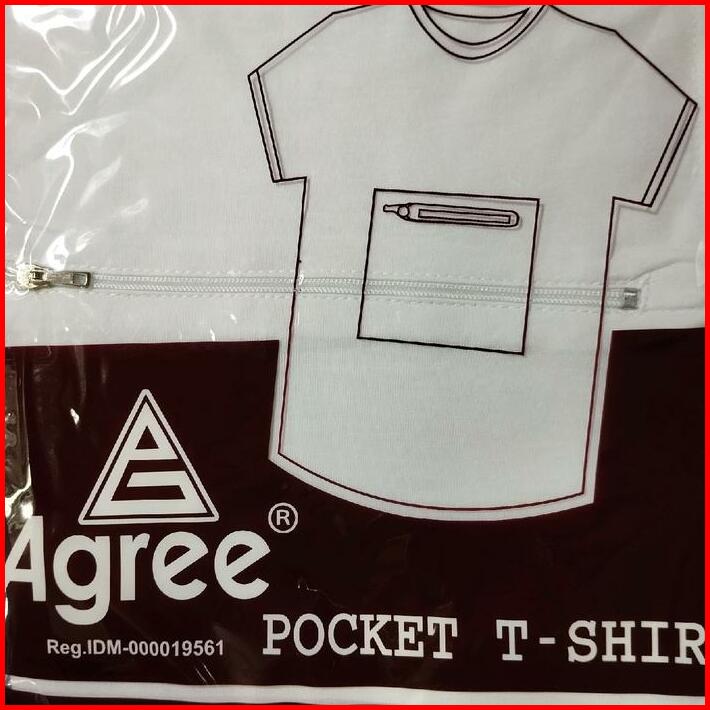 Agree®
Reg.IDM-000019561
POCKET T-SHIR